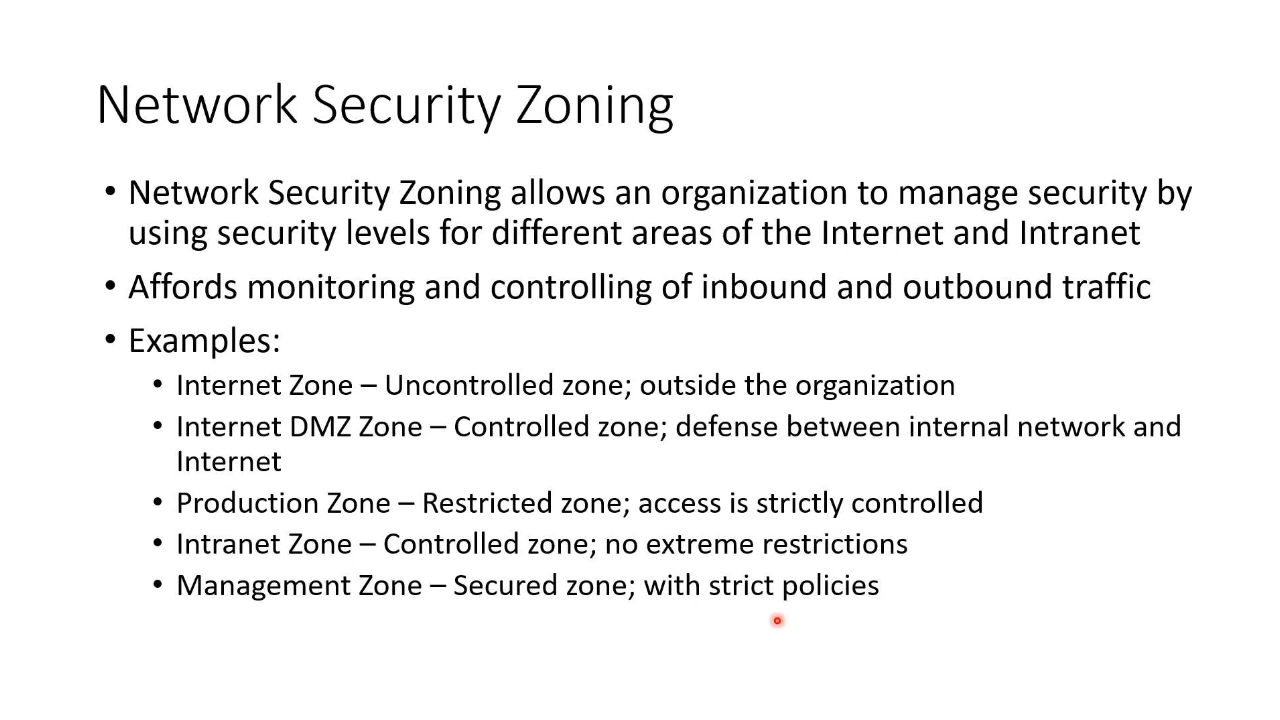 Network Security Zoning
• Network Security Zoning allows an organization to manage security by
using security levels for different areas of the Internet and Intranet
• Affords monitoring and controlling of inbound and outbound traffic
• Examples:
• Internet Zone – Uncontrolled zone; outside the organization
• Internet DMZ Zone – Controlled zone; defense between internal network and
Internet
• Production Zone – Restricted zone; access is strictly controlled
• Intranet Zone – Controlled zone; no extreme restrictions
• Management Zone – Secured zone; with strict policies